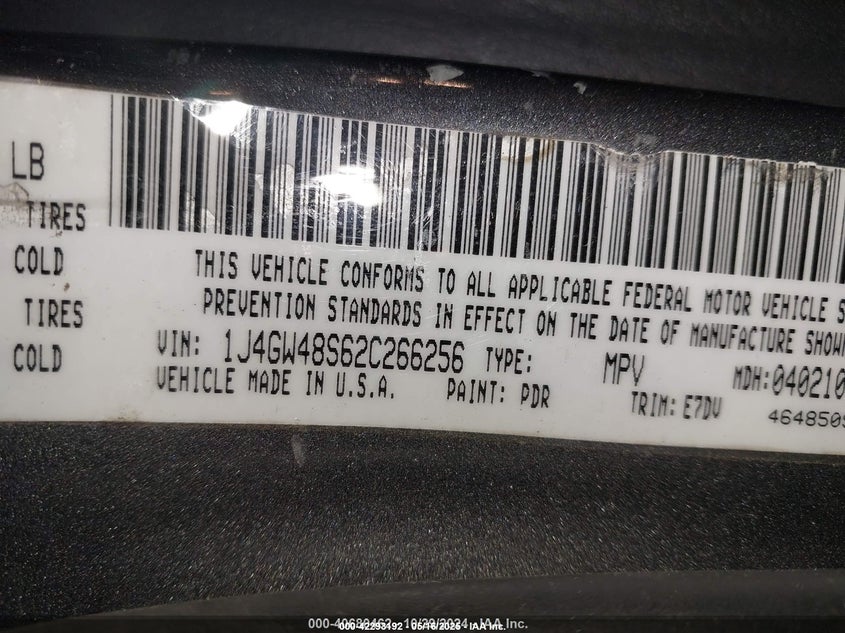 LB
TIRES
COLD
TIRES
COLD
THIS VEHICLE CONFORMS TO ALL APPLICABLE FEDERAL MOTOR VEHICLE S
PREVENTION STANDARDS IN EFFECT ON THE DATE OF MANUFACTURE SHOW
VIN: 1J4GW48S62C266256 TYPE: MPV MDH:040210
VEHICLE MADE IN U.S.A. PAINT: PDR TRIM: E7DV
464850